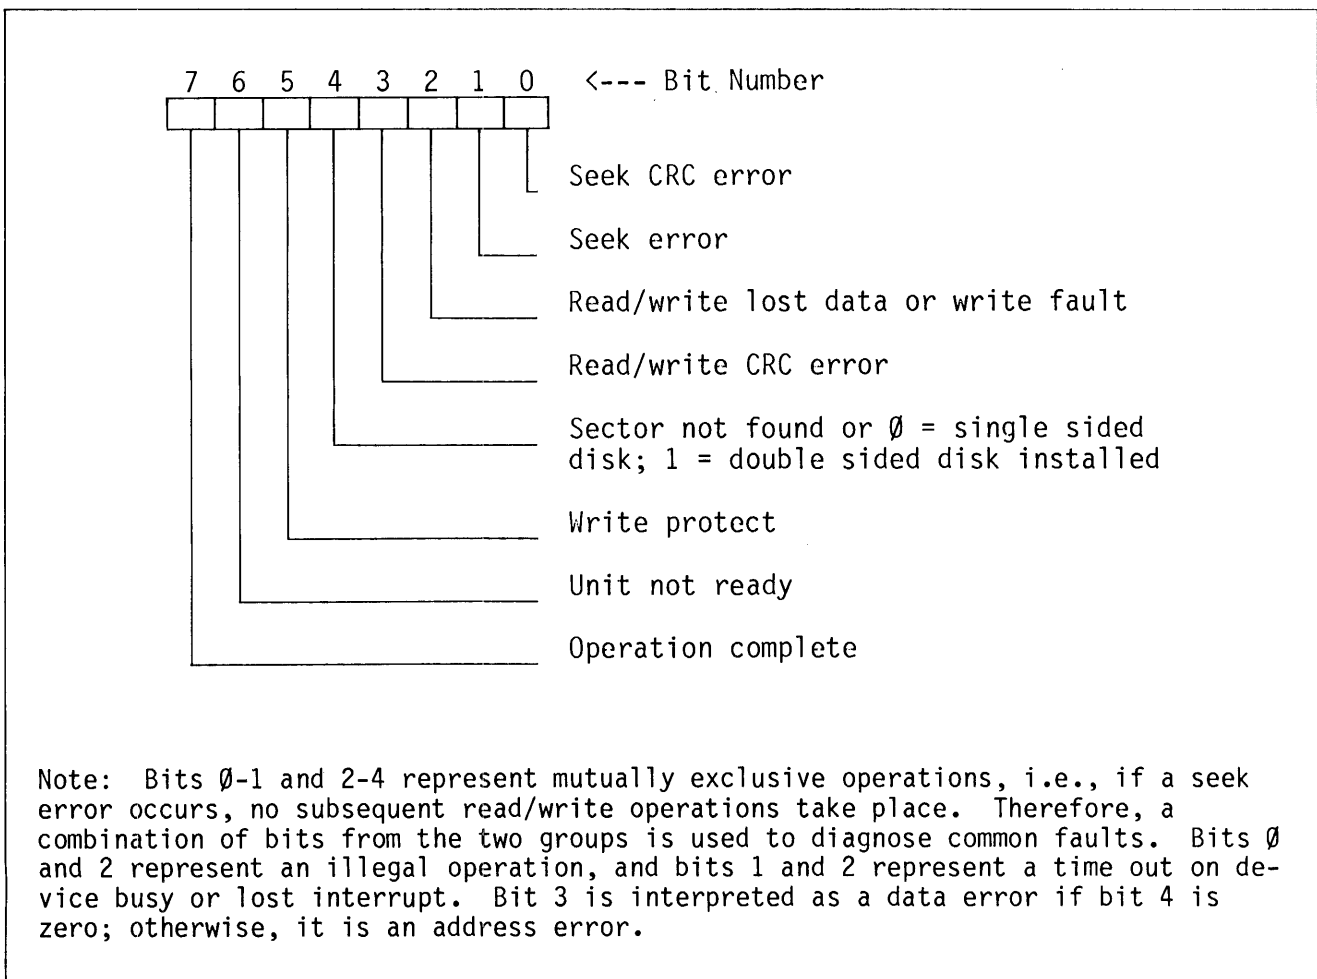 7 6 5 4 3 2 1 0 <--- Bit Number
Seek CRC error
Seek error
Read/write lost data or write fault
Read/write CRC error
Sector not found or Ø = single sided
disk; 1 = double sided disk installed
Write protect
Unit not ready
Operation complete
Note: Bits Ø-1 and 2-4 represent mutually exclusive operations, i.e., if a seek
error occurs, no subsequent read/write operations take place. Therefore, a
combination of bits from the two groups is used to diagnose common faults. Bits Ø
and 2 represent an illegal operation, and bits 1 and 2 represent a time out on de-
vice busy or lost interrupt. Bit 3 is interpreted as a data error if bit 4 is
zero; otherwise, it is an address error.